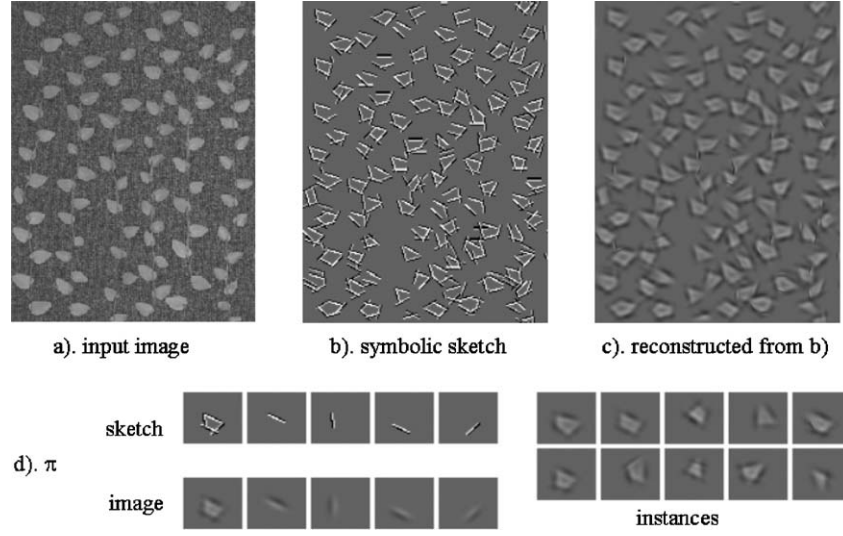 a). input image
b). symbolic sketch
c). reconstructed from b)
sketch
d). π
image
instances